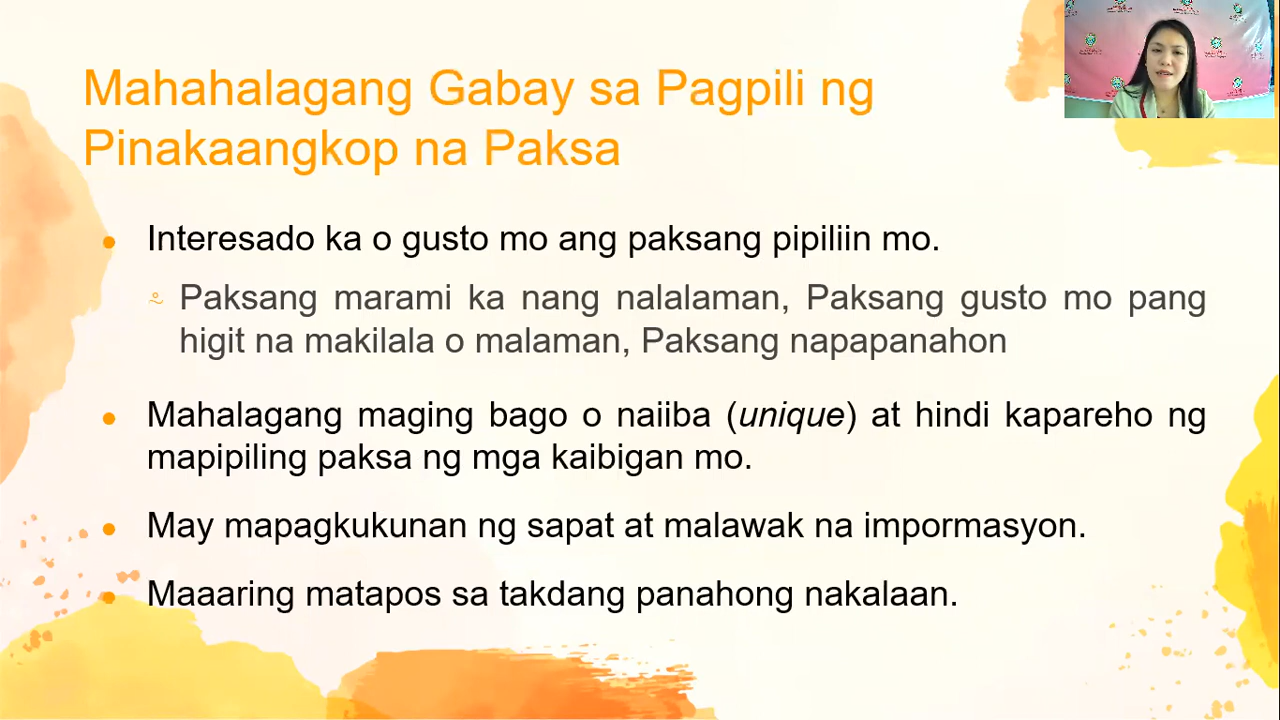 Mahahalagang Gabay sa Pagpili ng
Pinakaangkop na Paksa
Interesado ka o gusto mo ang paksang pipiliin mo.
Paksang marami ka nang nalalaman, Paksang gusto mo pang
higit na makilala o malaman, Paksang napapanahon
Mahalagang maging bago o naiiba (unique) at hindi kapareho ng
mapipiling paksa ng mga kaibigan mo.
May mapagkukunan ng sapat at malawak na impormasyon.
Maaaring matapos sa takdang panahong nakalaan.